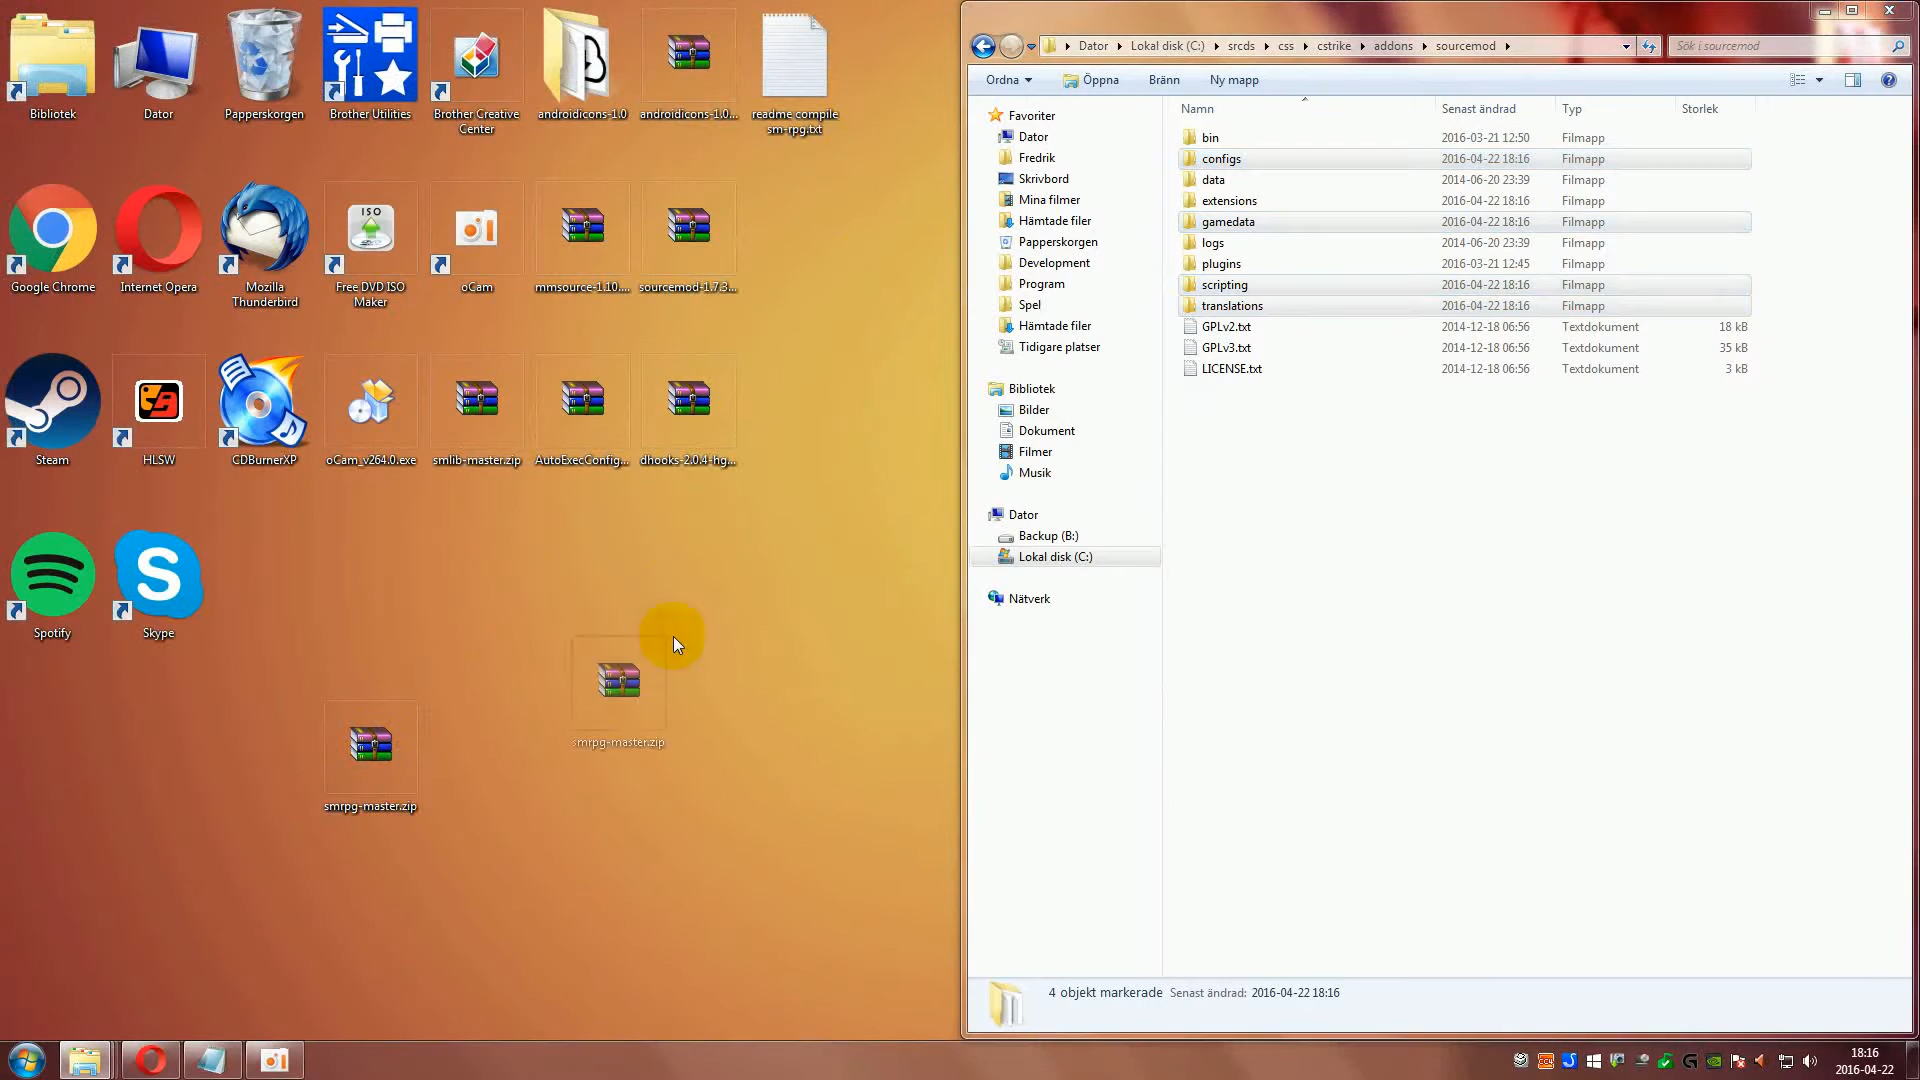 Bibliotek
Dator
Papperskorgen
Brother Utilities
Brother Creative
Center
androidicons-1.0
androidicons-1.0...
readme compile
sm-rpg.txt
Google Chrome
Internet Opera
Mozilla
Thunderbird
Free DVD ISO
Maker
ISO
oCam
mmsource-1.10....
sourcemod-1.7.3...
Steam
HLSW
CDBurnerXP
oCam_v264.0.exe
smlib-master.zip
AutoExecConfig...
dhooks-2.0.4-hg...
Spotify
Skype
smrpg-master.zip
smrpg-master.zip
Dator
Lokal disk (C:)
srcds
css
cstrike
addons
sourcemod
Sök i sourcemod
Ordna
Öppna
Bränn
Ny mapp
Favoriter
Dator
Fredrik
Skrivbord
Mina filmer
Hämtade filer
Papperskorgen
Development
Program
Spel
Hämtade filer
Tidigare platser
Bibliotek
Bilder
Dokument
Filmer
Musik
Dator
Backup (B:)
Lokal disk (C:)
Nätverk
Namn Senast ändrad Typ Storlek
bin 2016-03-21 12:50 Filmapp
configs 2016-04-22 18:16 Filmapp
data 2014-06-20 23:39 Filmapp
extensions 2016-04-22 18:16 Filmapp
gamedata 2016-04-22 18:16 Filmapp
logs 2014-06-20 23:39 Filmapp
plugins 2016-03-21 12:45 Filmapp
scripting 2016-04-22 18:16 Filmapp
translations 2016-04-22 18:16 Filmapp
GPLv2.txt 2014-12-18 06:56 Textdokument 18 kB
GPLv3.txt 2014-12-18 06:56 Textdokument 35 kB
LICENSE.txt 2014-12-18 06:56 Textdokument 3 kB
4 objekt markerade Senast ändrad: 2016-04-22 18:16
18:16
2016-04-22